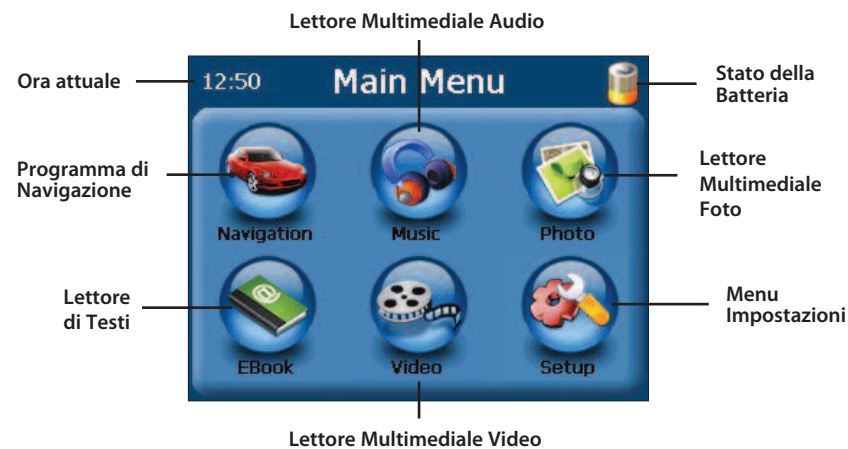 Lettore Multimediale Audio
Ora attuale
12:50
Main Menu
Stato della
Batteria
Programma di
Navigazione
Lettore
Multimediale
Foto
Navigation
Music
Photo
Lettore
di Testi
@
Menu
Impostazioni
EBook
Video
Setup
Lettore Multimediale Video